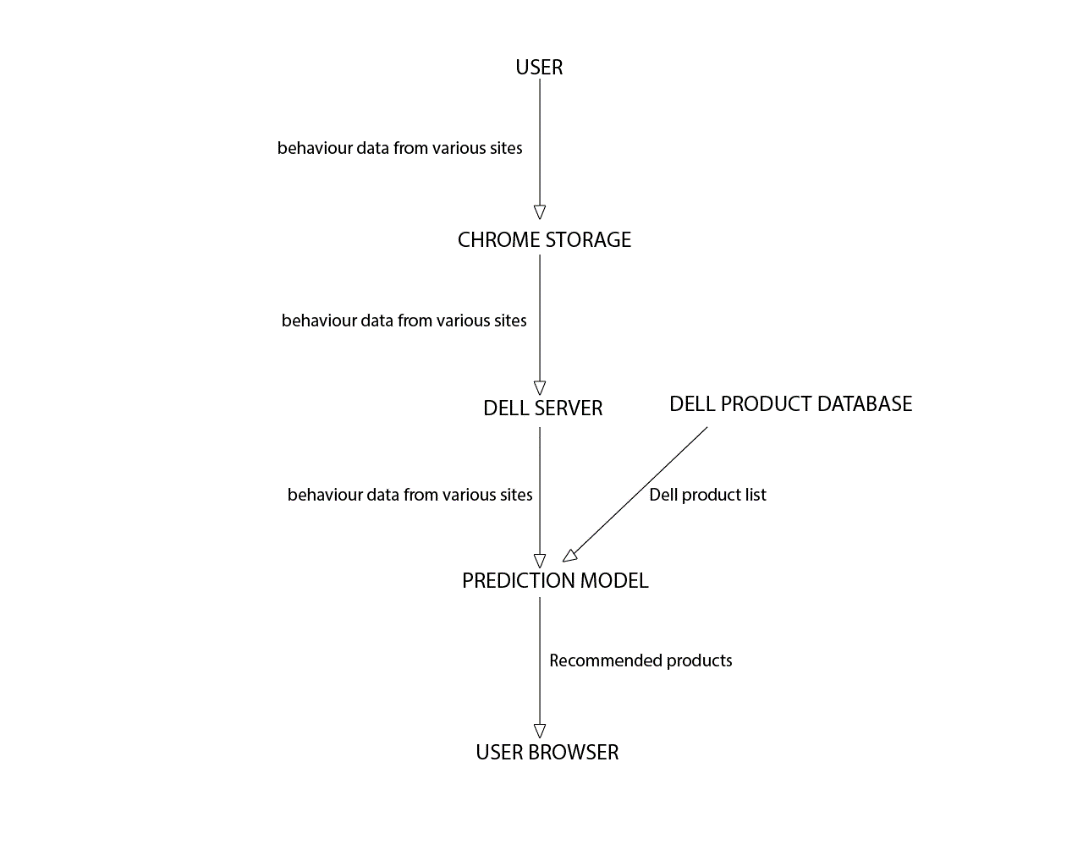 USER
behaviour data from various sites
CHROME STORAGE
behaviour data from various sites
DELL SERVER
DELL PRODUCT DATABASE
behaviour data from various sites
Dell product list
PREDICTION MODEL
Recommended products
USER BROWSER